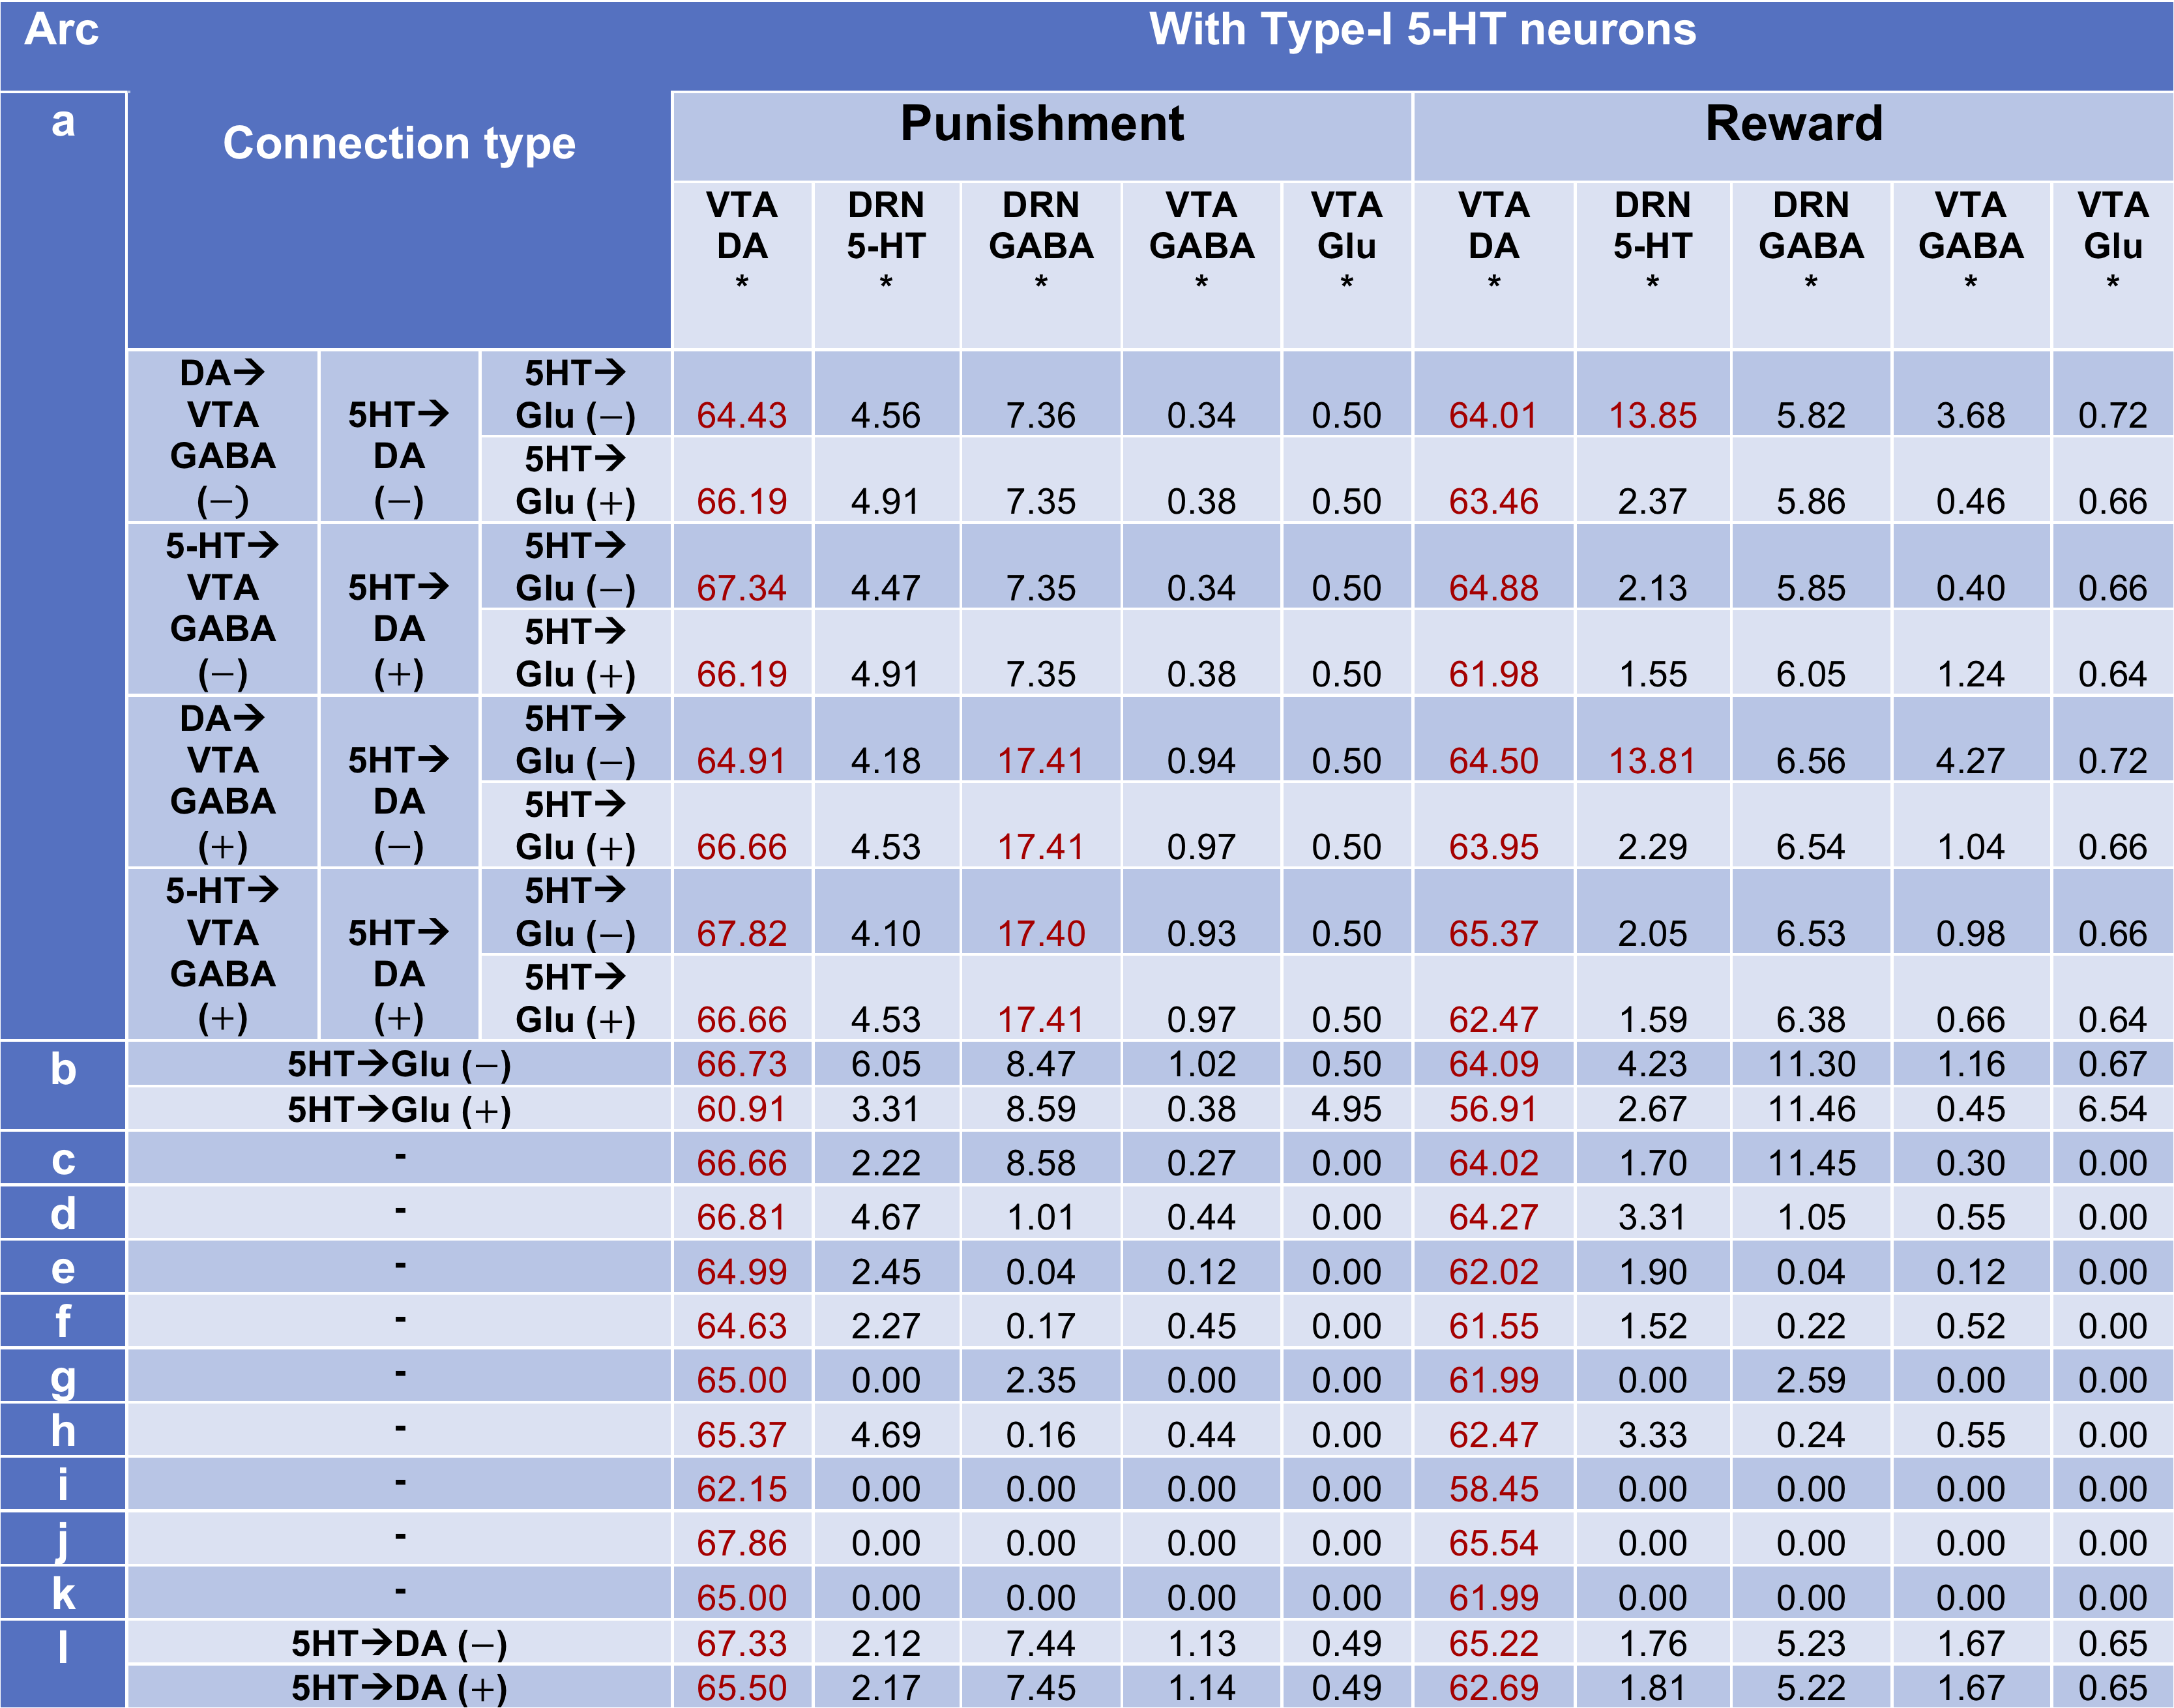 Arc With Type-I 5-HT neurons
a Connection type Punishment Reward
VTA DRN DRN VTA VTA VTA DRN DRN VTA VTA
DA 5-HT GABA GABA Glu DA 5-HT GABA GABA Glu
* * * * * * * * * *
DA→ 5HT→
VTA 5HT→ Glu (−) 64.43 4.56 7.36 0.34 0.50 64.01 13.85 5.82 3.68 0.72
GABA DA 5HT→
(−) (−) Glu (+) 66.19 4.91 7.35 0.38 0.50 63.46 2.37 5.86 0.46 0.66
5-HT→ 5HT→
VTA 5HT→ Glu (−) 67.34 4.47 7.35 0.34 0.50 64.88 2.13 5.85 0.40 0.66
GABA DA 5HT→
(−) (+) Glu (+) 66.19 4.91 7.35 0.38 0.50 61.98 1.55 6.05 1.24 0.64
DA→ 5HT→
VTA 5HT→ Glu (−) 64.91 4.18 17.41 0.94 0.50 64.50 13.81 6.56 4.27 0.72
GABA DA 5HT→
(+) (−) Glu (+) 66.66 4.53 17.41 0.97 0.50 63.95 2.29 6.54 1.04 0.66
5-HT→ 5HT→
VTA 5HT→ Glu (−) 67.82 4.10 17.40 0.93 0.50 65.37 2.05 6.53 0.98 0.66
GABA DA 5HT→
(+) (+) Glu (+) 66.66 4.53 17.41 0.97 0.50 62.47 1.59 6.38 0.66 0.64
b 5HT→Glu (−) 66.73 6.05 8.47 1.02 0.50 64.09 4.23 11.30 1.16 0.67
5HT→Glu (+) 60.91 3.31 8.59 0.38 4.95 56.91 2.67 11.46 0.45 6.54
c - 66.66 2.22 8.58 0.27 0.00 64.02 1.70 11.45 0.30 0.00
d - 66.81 4.67 1.01 0.44 0.00 64.27 3.31 1.05 0.55 0.00
e - 64.99 2.45 0.04 0.12 0.00 62.02 1.90 0.04 0.12 0.00
f - 64.63 2.27 0.17 0.45 0.00 61.55 1.52 0.22 0.52 0.00
g - 65.00 0.00 2.35 0.00 0.00 61.99 0.00 2.59 0.00 0.00
h - 65.37 4.69 0.16 0.44 0.00 62.47 3.33 0.24 0.55 0.00
i - 62.15 0.00 0.00 0.00 0.00 58.45 0.00 0.00 0.00 0.00
j - 67.86 0.00 0.00 0.00 0.00 65.54 0.00 0.00 0.00 0.00
k - 65.00 0.00 0.00 0.00 0.00 61.99 0.00 0.00 0.00 0.00
l 5HT→DA (−) 67.33 2.12 7.44 1.13 0.49 65.22 1.76 5.23 1.67 0.65
5HT→DA (+) 65.50 2.17 7.45 1.14 0.49 62.69 1.81 5.22 1.67 0.65